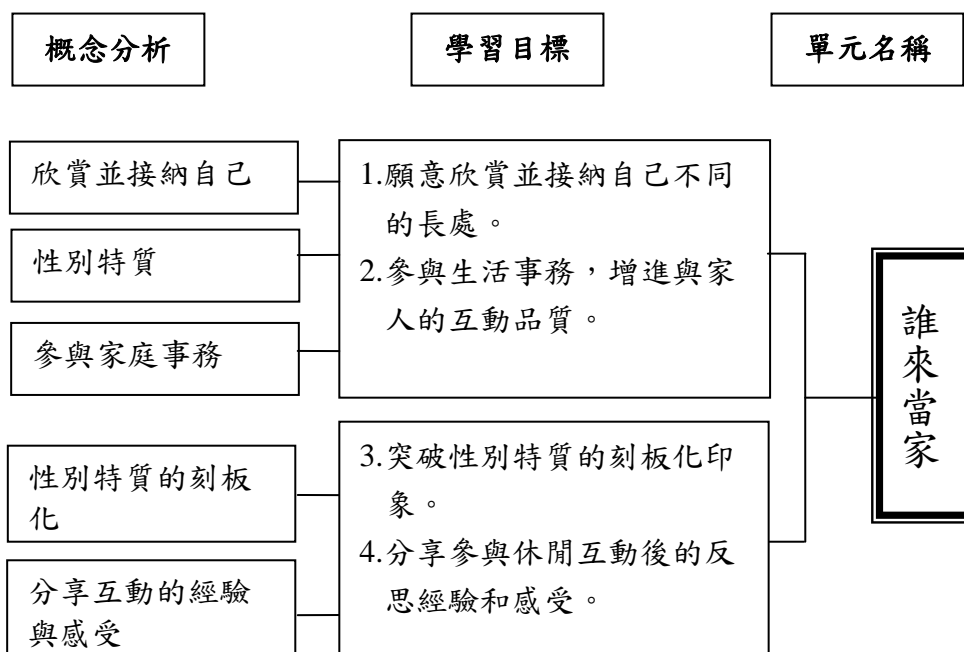 概念分析
學習目標
單元名稱
欣賞並接納自己
性別特質
參與家庭事務
1.願意欣賞並接納自己不同
的長處。
2.參與生活事務，增進與家
人的互動品質。
性別特質的刻板
化
分享互動的經驗
與感受
3.突破性別特質的刻板化印
象。
4.分享參與休閒互動後的反
思經驗和感受。
誰來當家